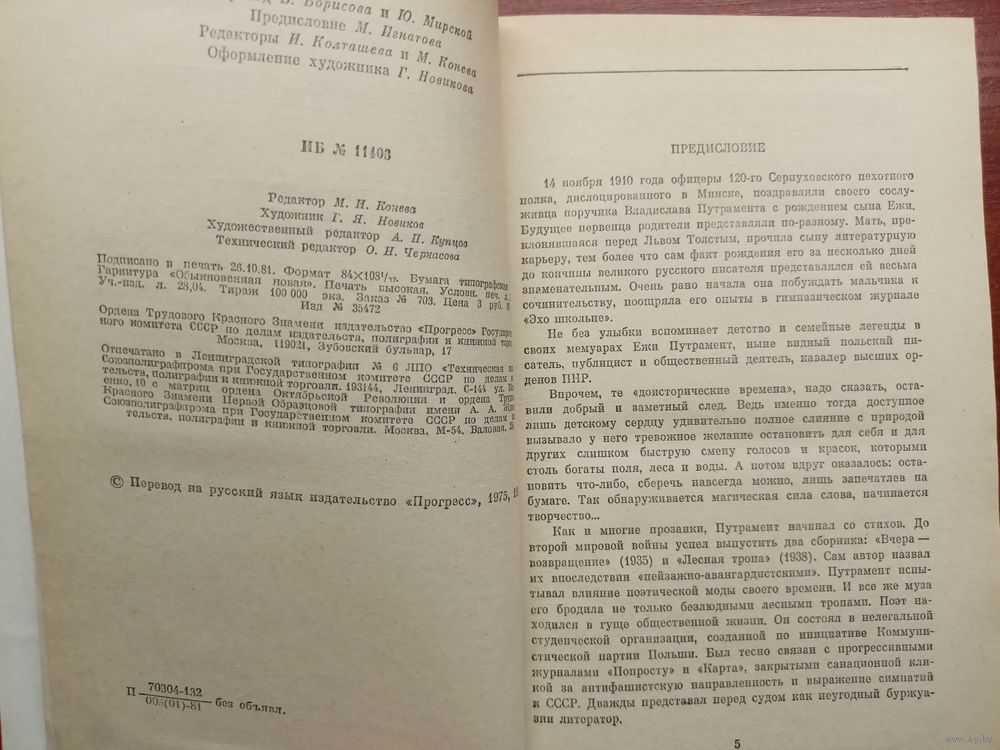 Борисова и Ю. Мирской
Предисловие М. Игнатова
Редакторы И. Колташева и М. Конева
Оформление художника Г. Новикова
ИБ № 11403
Редактор М. И. Конева
Художник Г. Я. Новиков
Художественный редактор А. П. Купцов
Технический редактор О. Н. Черкасова
Подписано в печать 26.10.81. Формат 84×108¹/₃₂. Бумага типографская
Гарнитура «Обыкновенная новая». Печать высокая. Условн. печ. л.
Уч.-изд. л. 28,04. Тираж 100 000 экз. Заказ № 703. Цена 3 руб.
Изд № 35472
Ордена Трудового Красного Знамени издательство «Прогресс» Государст
ного комитета СССР по делам издательств, полиграфии и книжной торг
Москва, 119021, Зубовский бульвар, 17
Отпечатано в Ленинградской типографии № 6 ЛПО «Техническая
Союзполиграфпрома при Государственном комитете СССР по делам
тельств, полиграфии и книжной торговли. 193144, Ленинград, С-144 ул.
енко, 10 с матриц ордена Октябрьской Революции и ордена Трудо
Красного Знамени Первой Образцовой типографии имени А. А.
Союзполиграфпрома при Государственном комитете СССР по делам
тельств. полиграфии и книжной торговли. Москва, М-54. Валовая.
© Перевод на русский язык издательство «Прогресс», 1975,
П 70304-132
006(01)-81 без объявл.
ПРЕДИСЛОВИЕ
14 ноября 1910 года офицеры 120-го Серпуховского пехотного
полка, дислоцированного в Минске, поздравляли своего сослу-
живца поручика Владислава Путрамента с рождением сына Ежи.
Будущее первенца родители представляли по-разному. Мать, пре-
клонявшаяся перед Львом Толстым, прочила сыну литературную
карьеру, тем более что сам факт рождения его за несколько дней
до кончины великого русского писателя представлялся ей весьма
знаменательным. Очень рано начала она побуждать мальчика к
сочинительству, поощряла его опыты в гимназическом журнале
«Эхо школьне».
Не без улыбки вспоминает детство и семейные легенды в
своих мемуарах Ежи Путрамент, ныне видный польский пи-
сатель, публицист и общественный деятель, кавалер высших ор-
денов ПНР.
Впрочем, те «доисторические времена», надо сказать, оста-
вили добрый и заметный след. Ведь именно тогда доступное
лишь детскому сердцу удивительно полное слияние с природой
вызывало у него тревожное желание остановить для себя и для
других слишком быструю смену голосов и красок, которыми
столь богаты поля, леса и воды. А потом вдруг оказалось: оста-
новить что-либо, сберечь навсегда можно, лишь запечатлев на
бумаге. Так обнаруживается магическая сила слова, начинается
творчество...
Как и многие прозаики, Путрамент начинал со стихов. До
второй мировой войны успел выпустить два сборника: «Вчера —
возвращение» (1935) и «Лесная тропа» (1938). Сам автор назвал
их впоследствии «пейзажно-авангардистскими». Путрамент испы-
тывал влияние поэтической моды своего времени. И все же муза
его бродила не только безлюдными лесными тропами. Поэт на-
ходился в гуще общественной жизни. Он состоял в нелегальной
студенческой организации, созданной по инициативе Коммуни-
стической партии Польши. Был тесно связан с прогрессивными
журналами «Попросту» и «Карта», закрытыми санационной кли-
кой за антифашистскую направленность и выражение симпатий
к СССР. Дважды представал перед судом как неугодный буржуа-
зии литератор.
5
www.ay.by